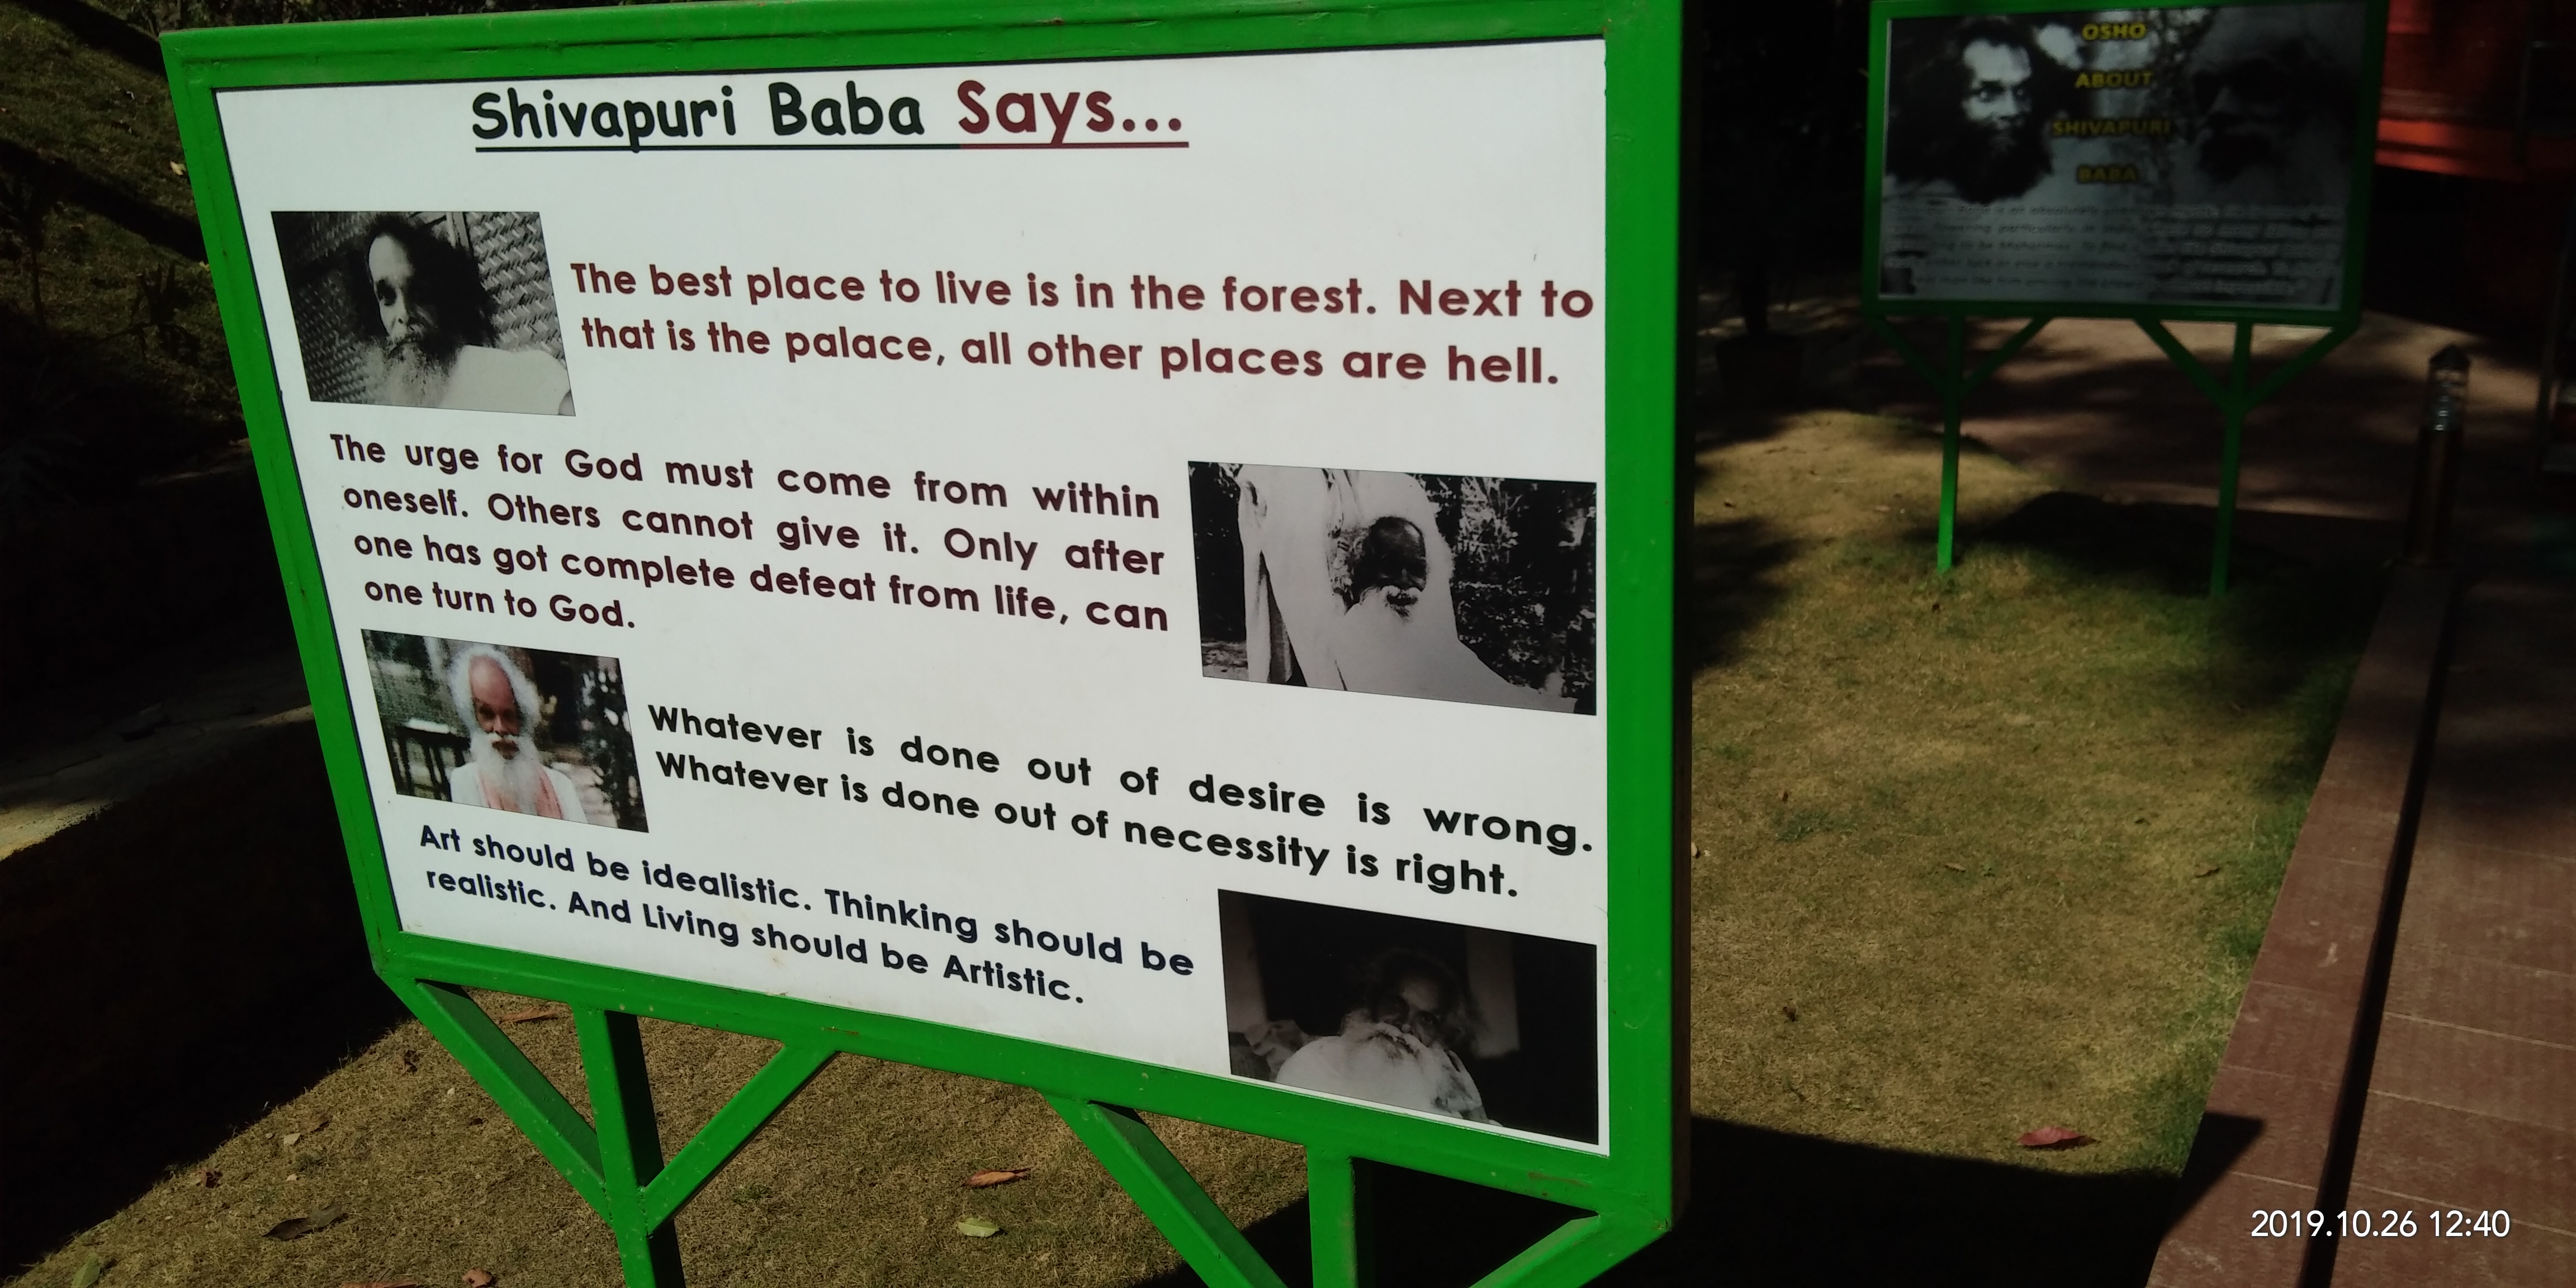 Shivapuri Baba Says...
The best place to live is in the forest. Next to
that is the palace, all other places are hell.
The urge for God must come from within
oneself. Others cannot give it. Only after
one has got complete defeat from life, can
one turn to God.
Whatever is done out of desire is wrong.
Whatever is done out of necessity is right.
Art should be idealistic. Thinking should be
realistic. And Living should be Artistic.
OSHO
ABOUT
SHIVAPURI
BABA
2019.10.26 12:40